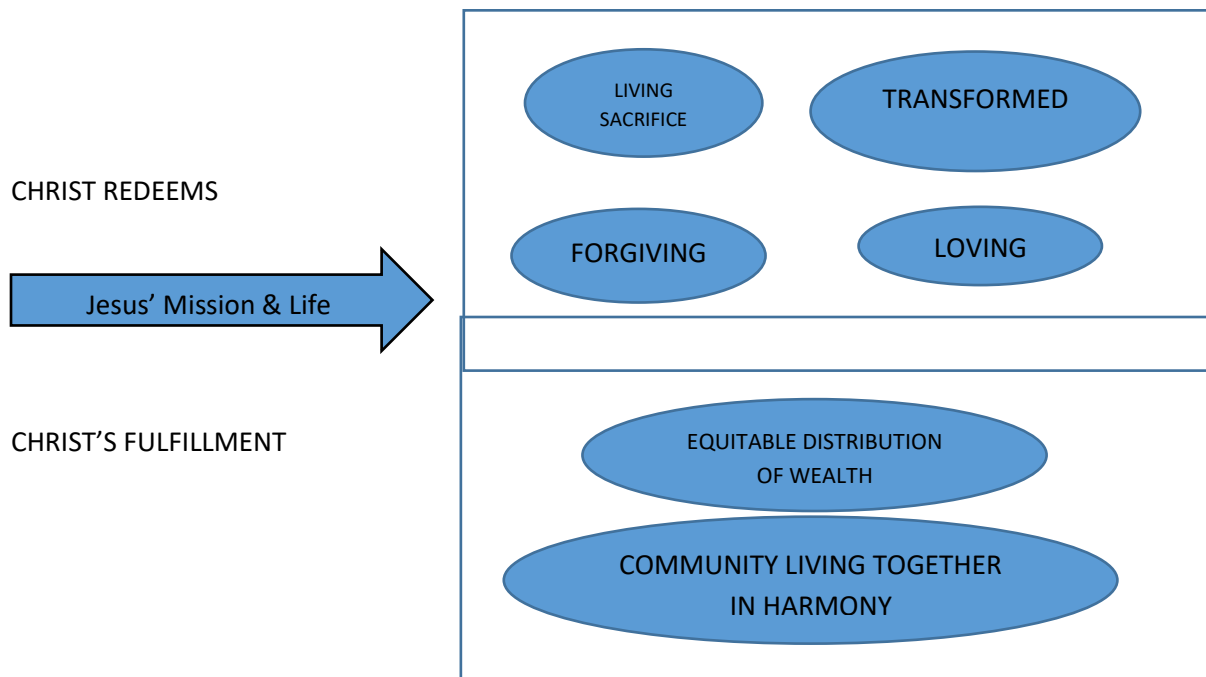 LIVING
SACRIFICE
TRANSFORMED
CHRIST REDEEMS
FORGIVING
LOVING
Jesus’ Mission & Life
CHRIST’S FULFILLMENT
EQUITABLE DISTRIBUTION
OF WEALTH
COMMUNITY LIVING TOGETHER
IN HARMONY